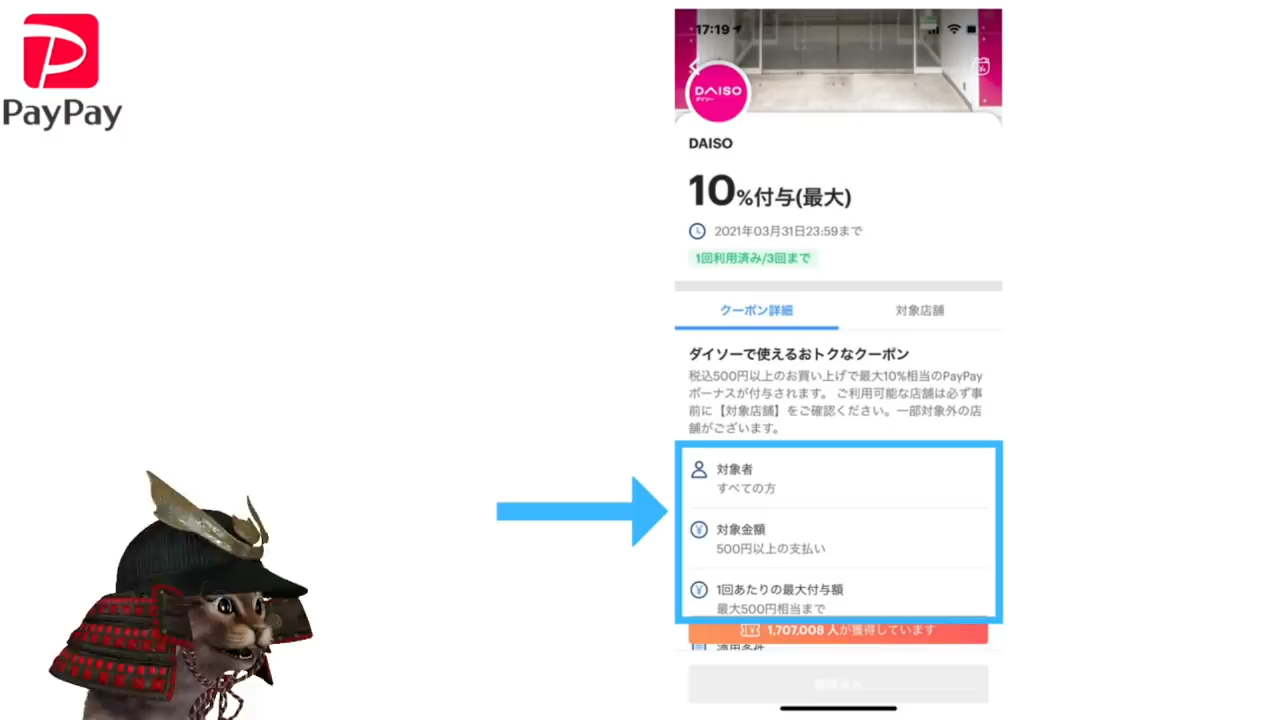 PayPay
17:19
DAISO
ダイソー
DAISO
10%付与(最大)
2021年03月31日23:59まで
1回利用済み/3回まで
クーポン詳細
対象店舗
ダイソーで使えるおトクなクーポン
税込500円以上のお買い上げで最大10%相当のPayPay
ボーナスが付与されます。 ご利用可能な店舗は必ず事
前に【対象店舗】をご確認ください。一部対象外の店
舗がございます。
対象者
すべての方
対象金額
500円以上の支払い
1回あたりの最大付与額
最大500円相当まで
1,707,008 人が獲得しています